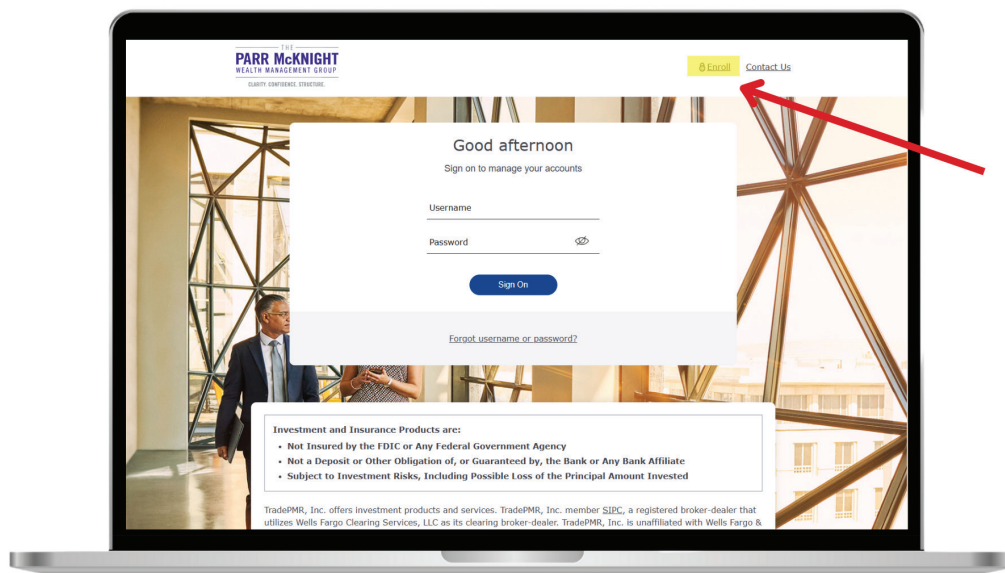 THE
PARR McKNIGHT
WEALTH MANAGEMENT GROUP
CLARITY. CONFIDENCE. STRUCTURE.
Enroll Contact Us
Good afternoon
Sign on to manage your accounts
Username
Password
Sign On
Forgot username or password?
Investment and Insurance Products are:
• Not Insured by the FDIC or Any Federal Government Agency
• Not a Deposit or Other Obligation of, or Guaranteed by, the Bank or Any Bank Affiliate
• Subject to Investment Risks, Including Possible Loss of the Principal Amount Invested
TradePMR, Inc. offers investment products and services. TradePMR, Inc. member SIPC, a registered broker-dealer that
utilizes Wells Fargo Clearing Services, LLC as its clearing broker-dealer. TradePMR, Inc. is unaffiliated with Wells Fargo &